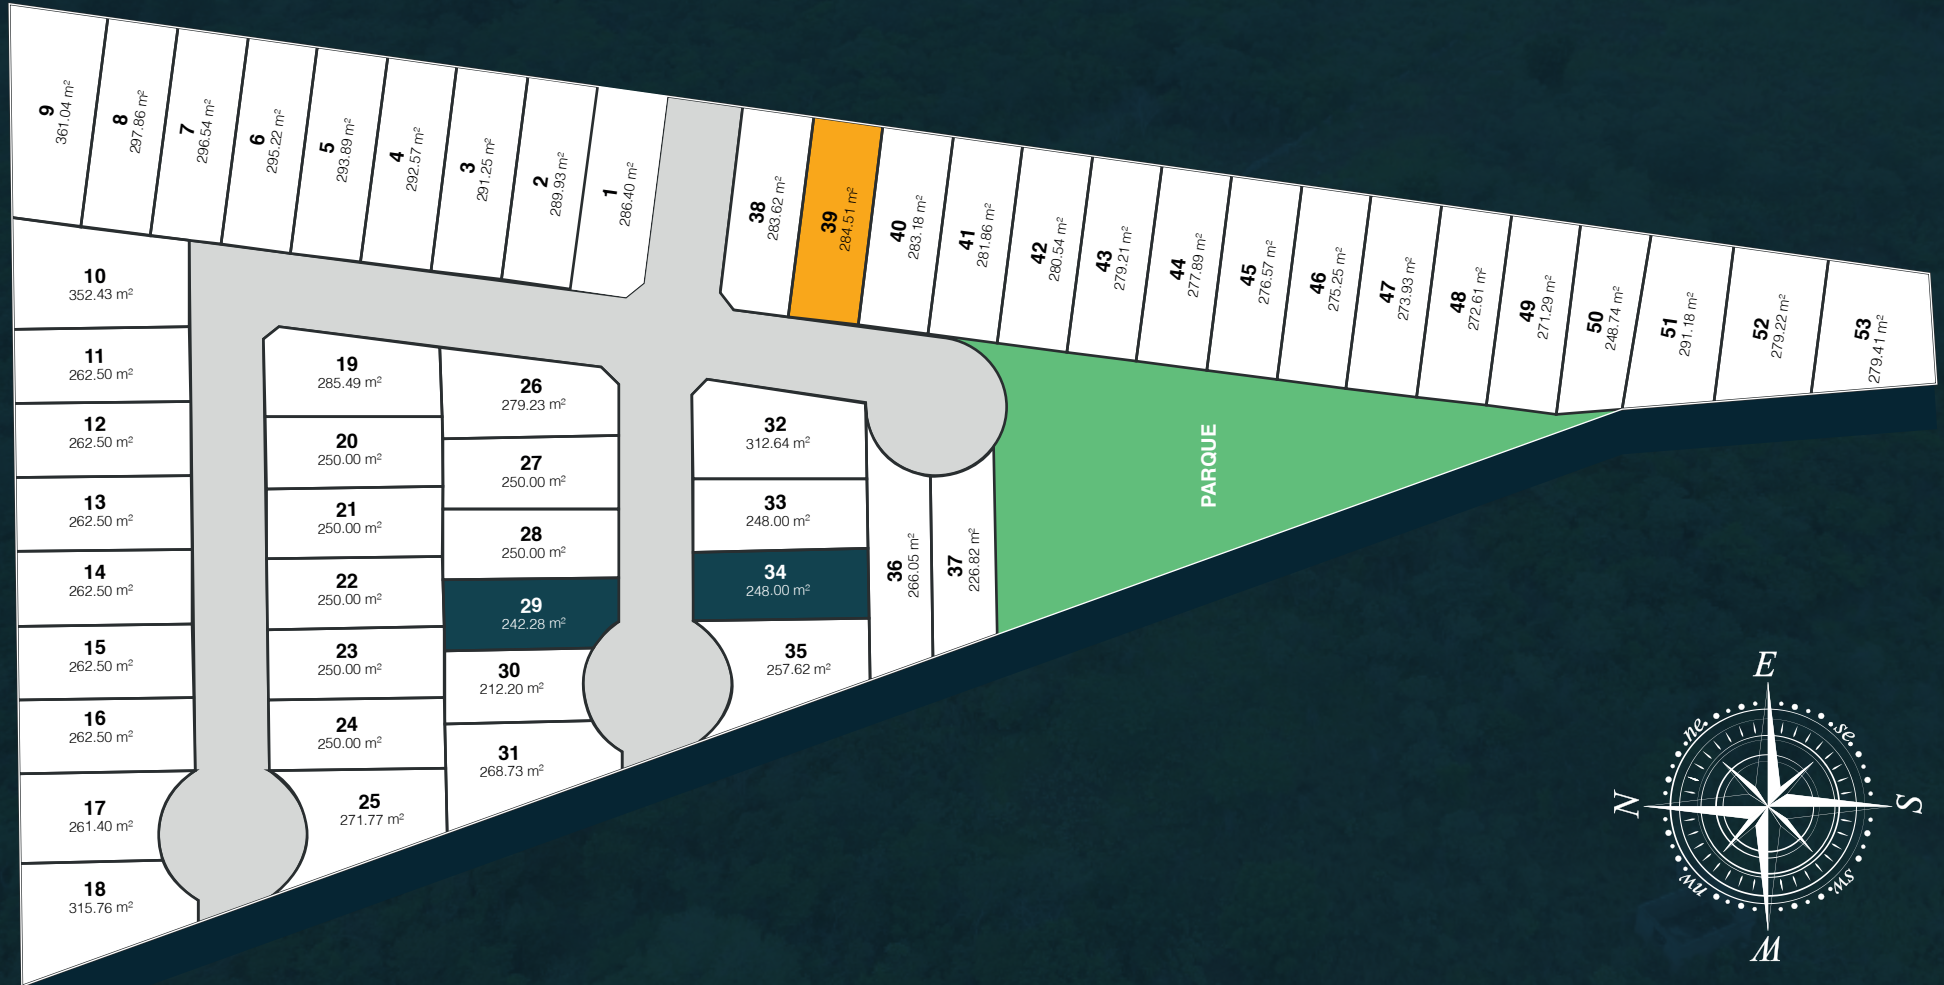 9
361.04 m²
8
297.86 m²
7
296.54 m²
6
295.22 m²
5
293.89 m²
4
292.57 m²
3
291.25 m²
2
289.93 m²
1
286.40 m²
38
283.62 m²
39
284.51 m²
40
283.18 m²
41
281.86 m²
42
280.54 m²
43
279.21 m²
44
277.89 m²
45
276.57 m²
46
275.25 m²
47
273.93 m²
48
272.61 m²
49
271.29 m²
50
248.74 m²
51
291.18 m²
52
279.22 m²
53
279.41 m²
10
352.43 m²
11
262.50 m²
12
262.50 m²
13
262.50 m²
14
262.50 m²
15
262.50 m²
16
262.50 m²
17
261.40 m²
18
315.76 m²
19
285.49 m²
20
250.00 m²
21
250.00 m²
22
250.00 m²
23
250.00 m²
24
250.00 m²
25
271.77 m²
26
279.23 m²
27
250.00 m²
28
250.00 m²
29
242.28 m²
30
212.20 m²
31
268.73 m²
32
312.64 m²
33
248.00 m²
34
248.00 m²
35
257.62 m²
36
266.05 m²
37
226.82 m²
PARQUE
E
ne
se
N
S
nw
sw
W